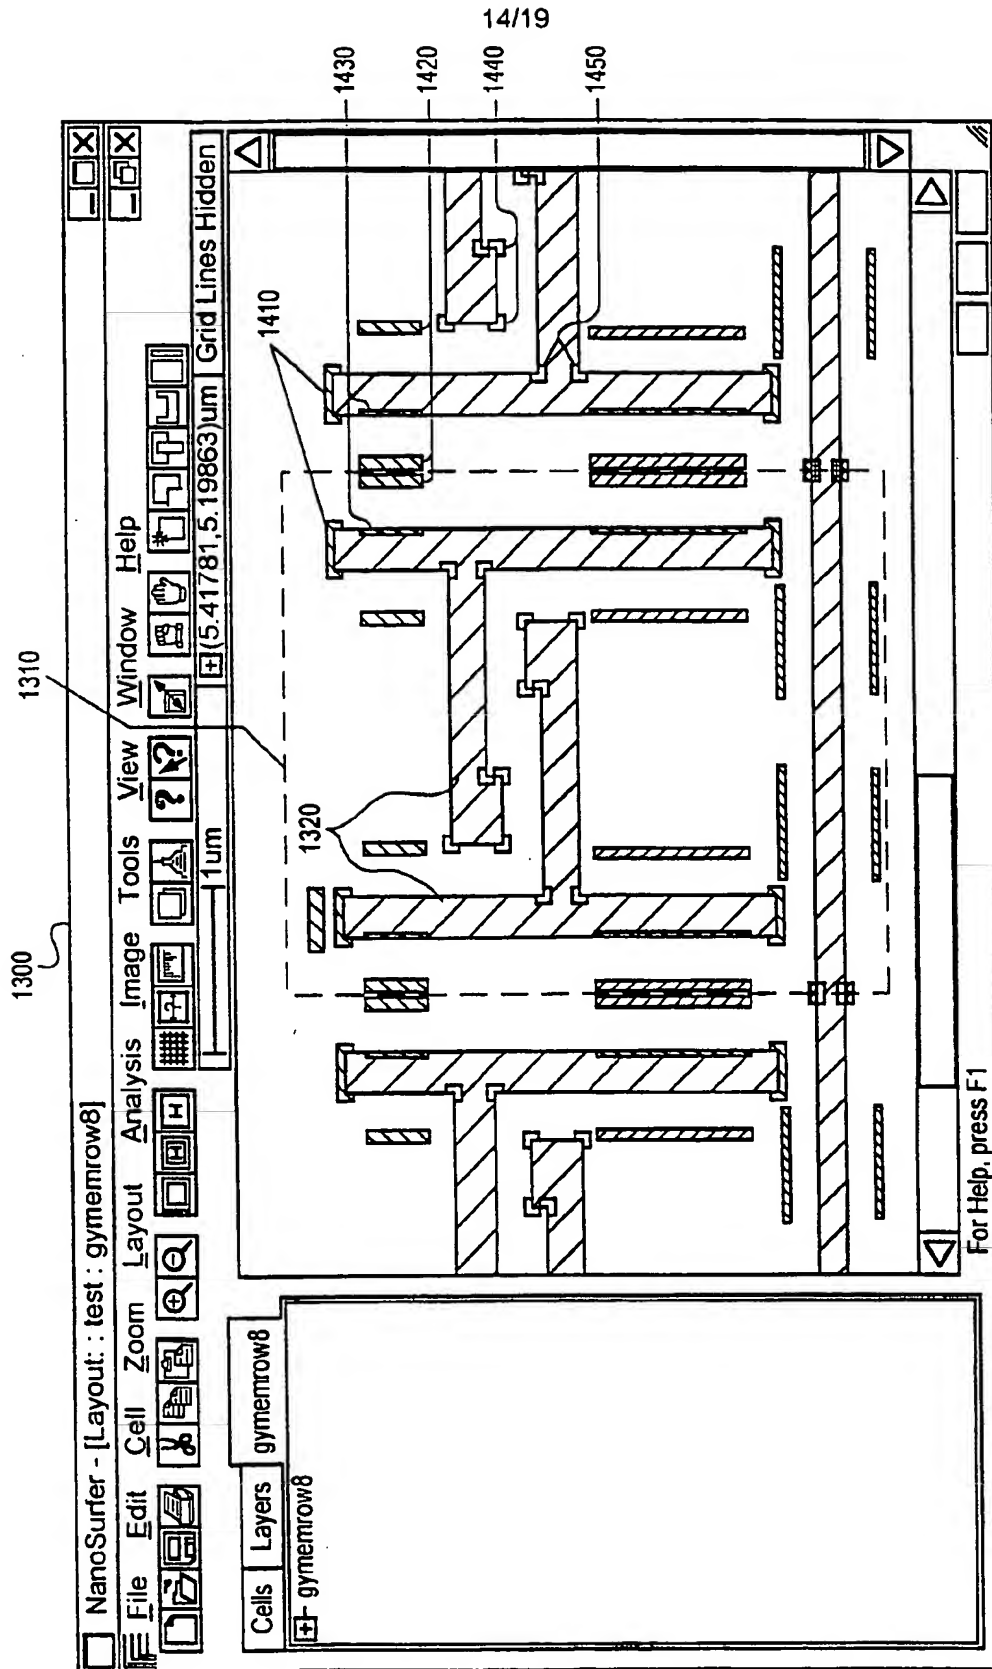 14/19
1300
1310
NanoSurfer - [Layout: : test : gymemrow8]
File Edit Cell Zoom Layout Analysis Image Tools View Window Help
? ?
H H
1um
(5.41781,5.19863)um Grid Lines Hidden
Cells Layers gymemrow8
gymemrow8
1320
1410
1430
1420
1440
1450
For Help, press F1